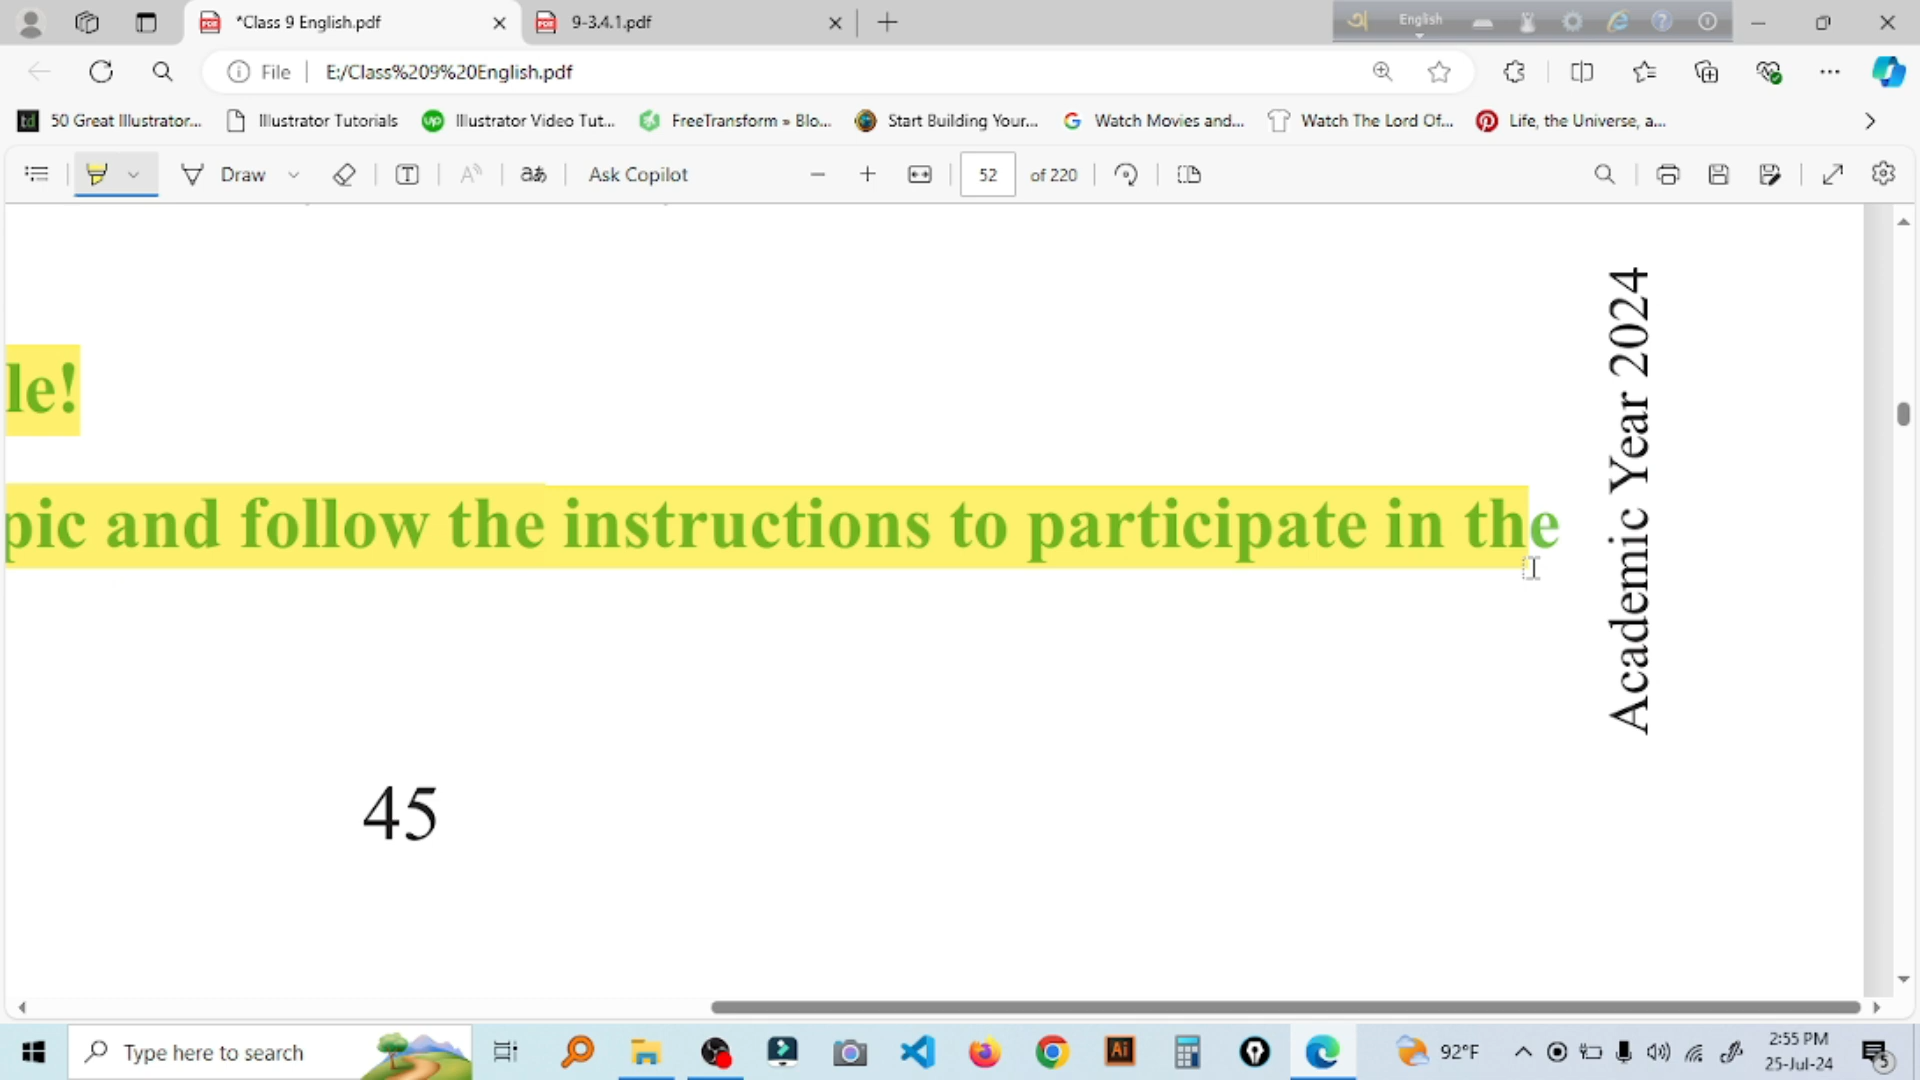 *Class 9 English.pdf
9-3.4.1.pdf
English
File
E:/Class%209%20English.pdf
50 Great Illustrator...
Illustrator Tutorials
Illustrator Video Tut...
FreeTransform » Blo...
Start Building Your...
Watch Movies and...
Watch The Lord Of...
Life, the Universe, a...
Draw
Ask Copilot
52
of 220
le!
pic and follow the instructions to participate in the
45
Academic Year 2024
Type here to search
Ai
92°F
2:55 PM
25-Jul-24
5